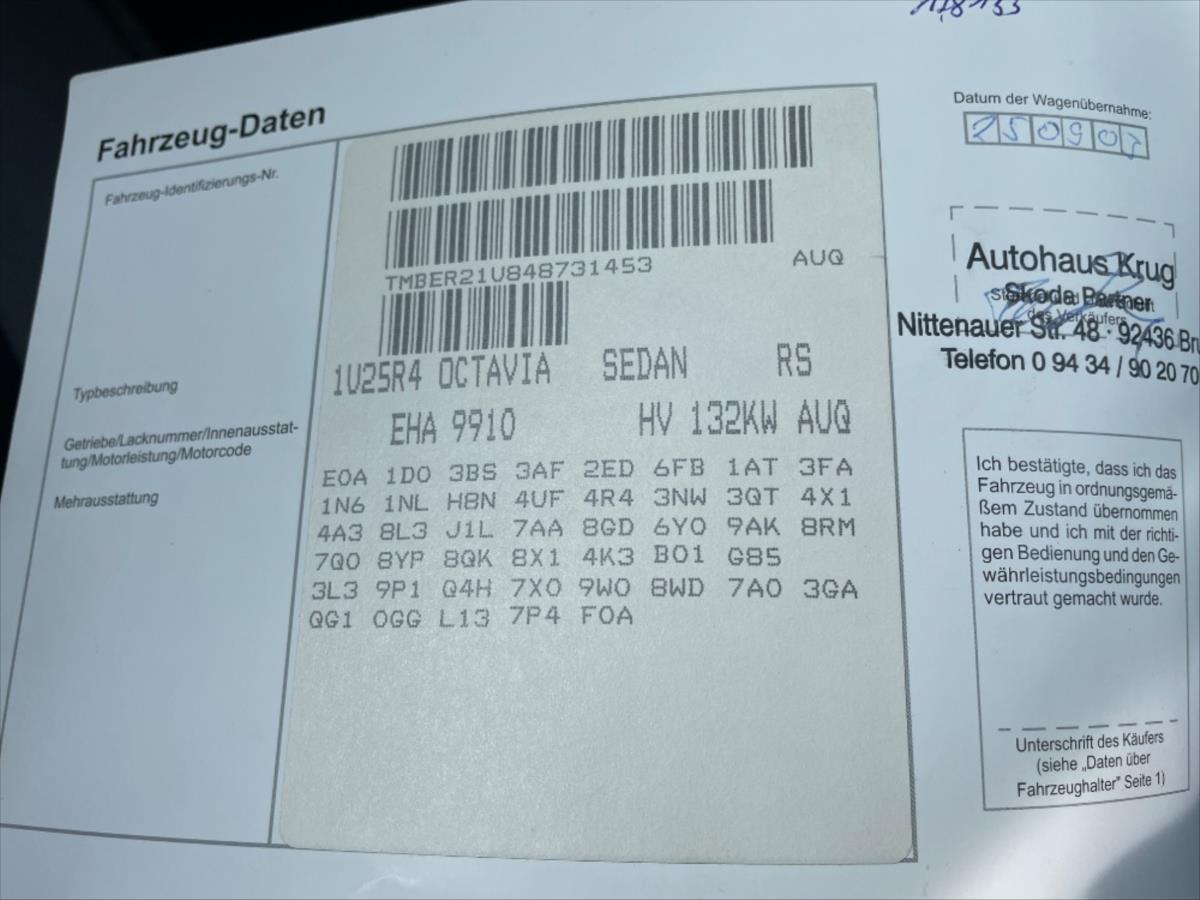 Fahrzeug-Daten
Fahrzeug-Identifizierungs-Nr.
TMBER21U848731453
AUQ
Typbeschreibung
1U25R4 OCTAVIA SEDAN RS
Getriebe/Lacknummer/Innenausstat-
tung/Motorleistung/Motorcode
EHA 9910 HV 132KW AUQ
Mehrausstattung
E0A 1D0 3BS 3AF 2ED 6FB 1AT 3FA
1N6 1NL H8N 4UF 4R4 3NW 3QT 4X1
4A3 8L3 J1L 7AA 8GD 6Y0 9AK 8RM
7Q0 8YP 8QK 8X1 4K3 B01 G85
3L3 9P1 Q4H 7X0 9W0 8WD 7A0 3GA
QG1 0GG L13 7P4 F0A
Datum der Wagenübernahme:
250907
Autohaus Krug
Skoda Partner
des Verkäufers
Nittenauer Str. 48 · 92436 Bru
Telefon 0 94 34 / 90 20 70
Ich bestätigte, dass ich das
Fahrzeug in ordnungsgemä-
ßem Zustand übernommen
habe und ich mit der richti-
gen Bedienung und den Ge-
währleistungsbedingungen
vertraut gemacht wurde.
Unterschrift des Käufers
(siehe „Daten über
Fahrzeughalter" Seite 1)